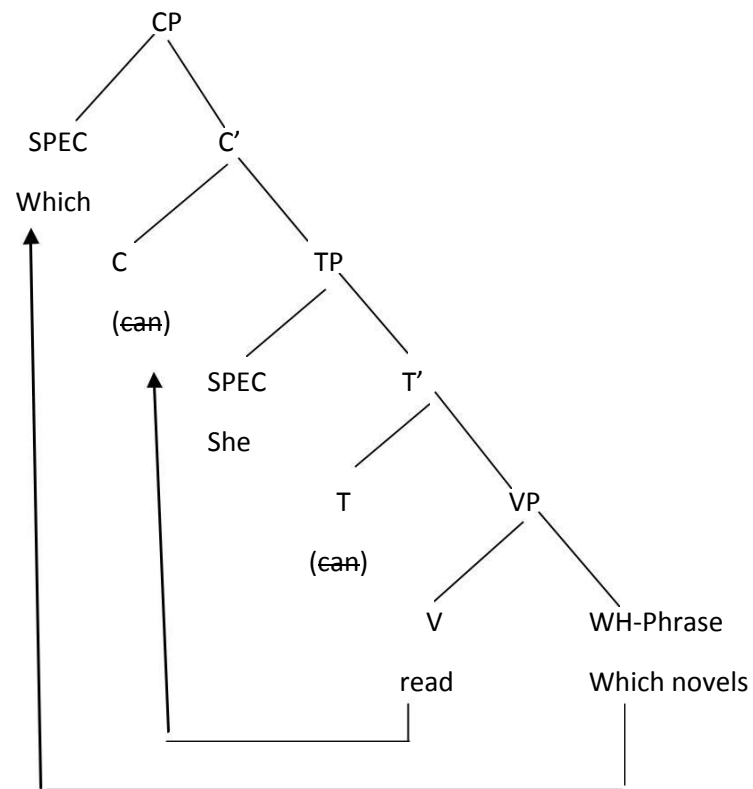 CP
SPEC C’
Which
C TP
(can)
SPEC T’
She
T VP
(can)
V WH-Phrase
read Which novels